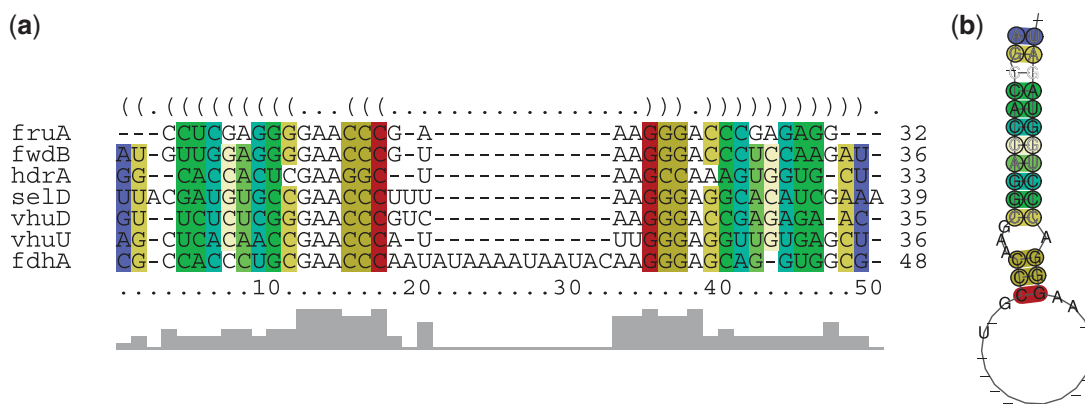 (a) (b)
((.(((((((((...(((.................))).(((((((((((.
fruA ---CCUCGAGGGGAACCCG-A------------AAGGGACCCGAGAGG--- 32
fwdB AU-GUUGGAGGGGAACCCG-U------------AAGGGACCCUCCAAGAU- 36
hdrA GG--CACCACUCGAAGGC--U------------AAGCCAAAGUGGUG-CU- 33
selD UUACGAUGUGCCGAACCCUUU------------AAGGGAGGCACAUCGAAA 39
vhuD GU--UCUCUCGGGAACCCGUC------------AAGGGACCGAGAGA-AC- 35
vhuU AG-CUCACAACCGAACCCA-U------------UUGGGAGGUUGUGAGCU- 36
fdhA CG-CCACCCUGCGAACCCAAUAUAAAAUAAUACAAGGGAGCAG-GUGGCG- 48
.........10........20........30........40........50